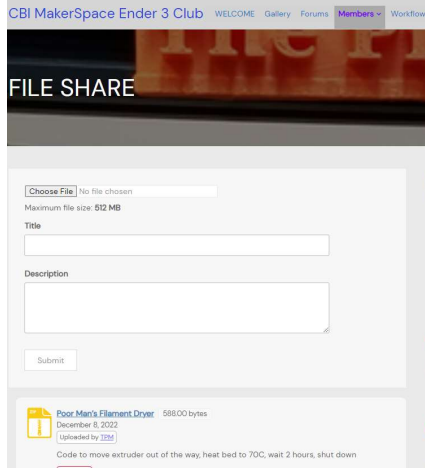 CBI MakerSpace Ender 3 Club WELCOME Gallery Forums Members Workflow
FILE SHARE
Choose File No file chosen
Maximum file size: 512 MB
Title
Description
Submit
Poor Man's Filament Dryer 588.00 bytes
December 8, 2022
Uploaded by TPM
Code to move extruder out of the way, heat bed to 70C, wait 2 hours, shut down